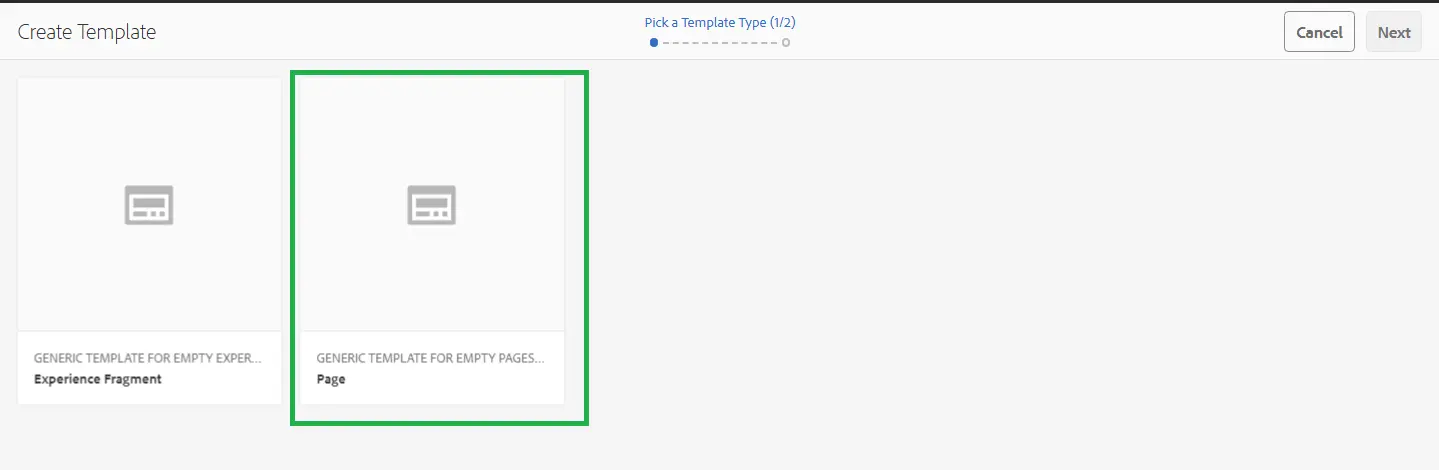 Create Template
Pick a Template Type (1/2)
Cancel
Next
GENERIC TEMPLATE FOR EMPTY EXPER...
Experience Fragment
GENERIC TEMPLATE FOR EMPTY PAGES...
Page